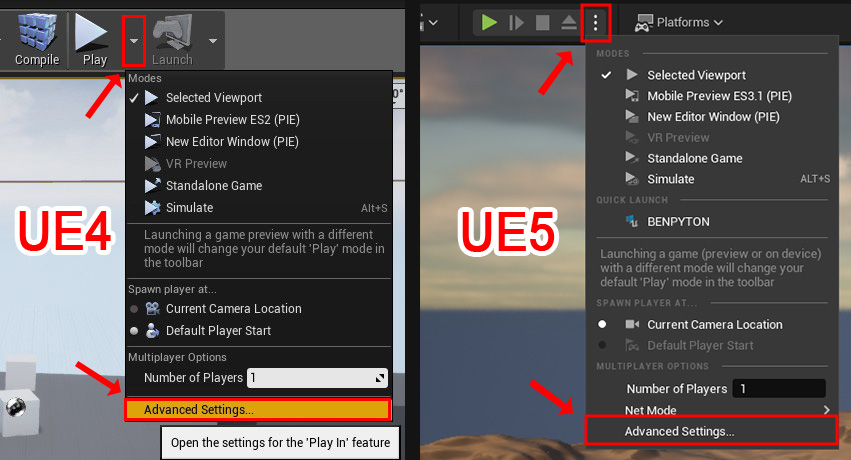 Compile
Play
Launch
Modes
Selected Viewport
Mobile Preview ES2 (PIE)
New Editor Window (PIE)
VR Preview
Standalone Game
Simulate Alt+S
Launching a game preview with a different
mode will change your default 'Play' mode in
the toolbar
Spawn player at...
Current Camera Location
Default Player Start
Multiplayer Options
Number of Players 1
Advanced Settings...
Open the settings for the 'Play In' feature
UE4
0°
Platforms
MODES
Selected Viewport
Mobile Preview ES3.1 (PIE)
New Editor Window (PIE)
VR Preview
Standalone Game
Simulate ALT+S
QUICK LAUNCH
BENPYTON
Launching a game (preview or on device)
with a different mode will change your
default 'Play' mode in the toolbar
SPAWN PLAYER AT...
Current Camera Location
Default Player Start
MULTIPLAYER OPTIONS
Number of Players 1
Net Mode
Advanced Settings...
UE5